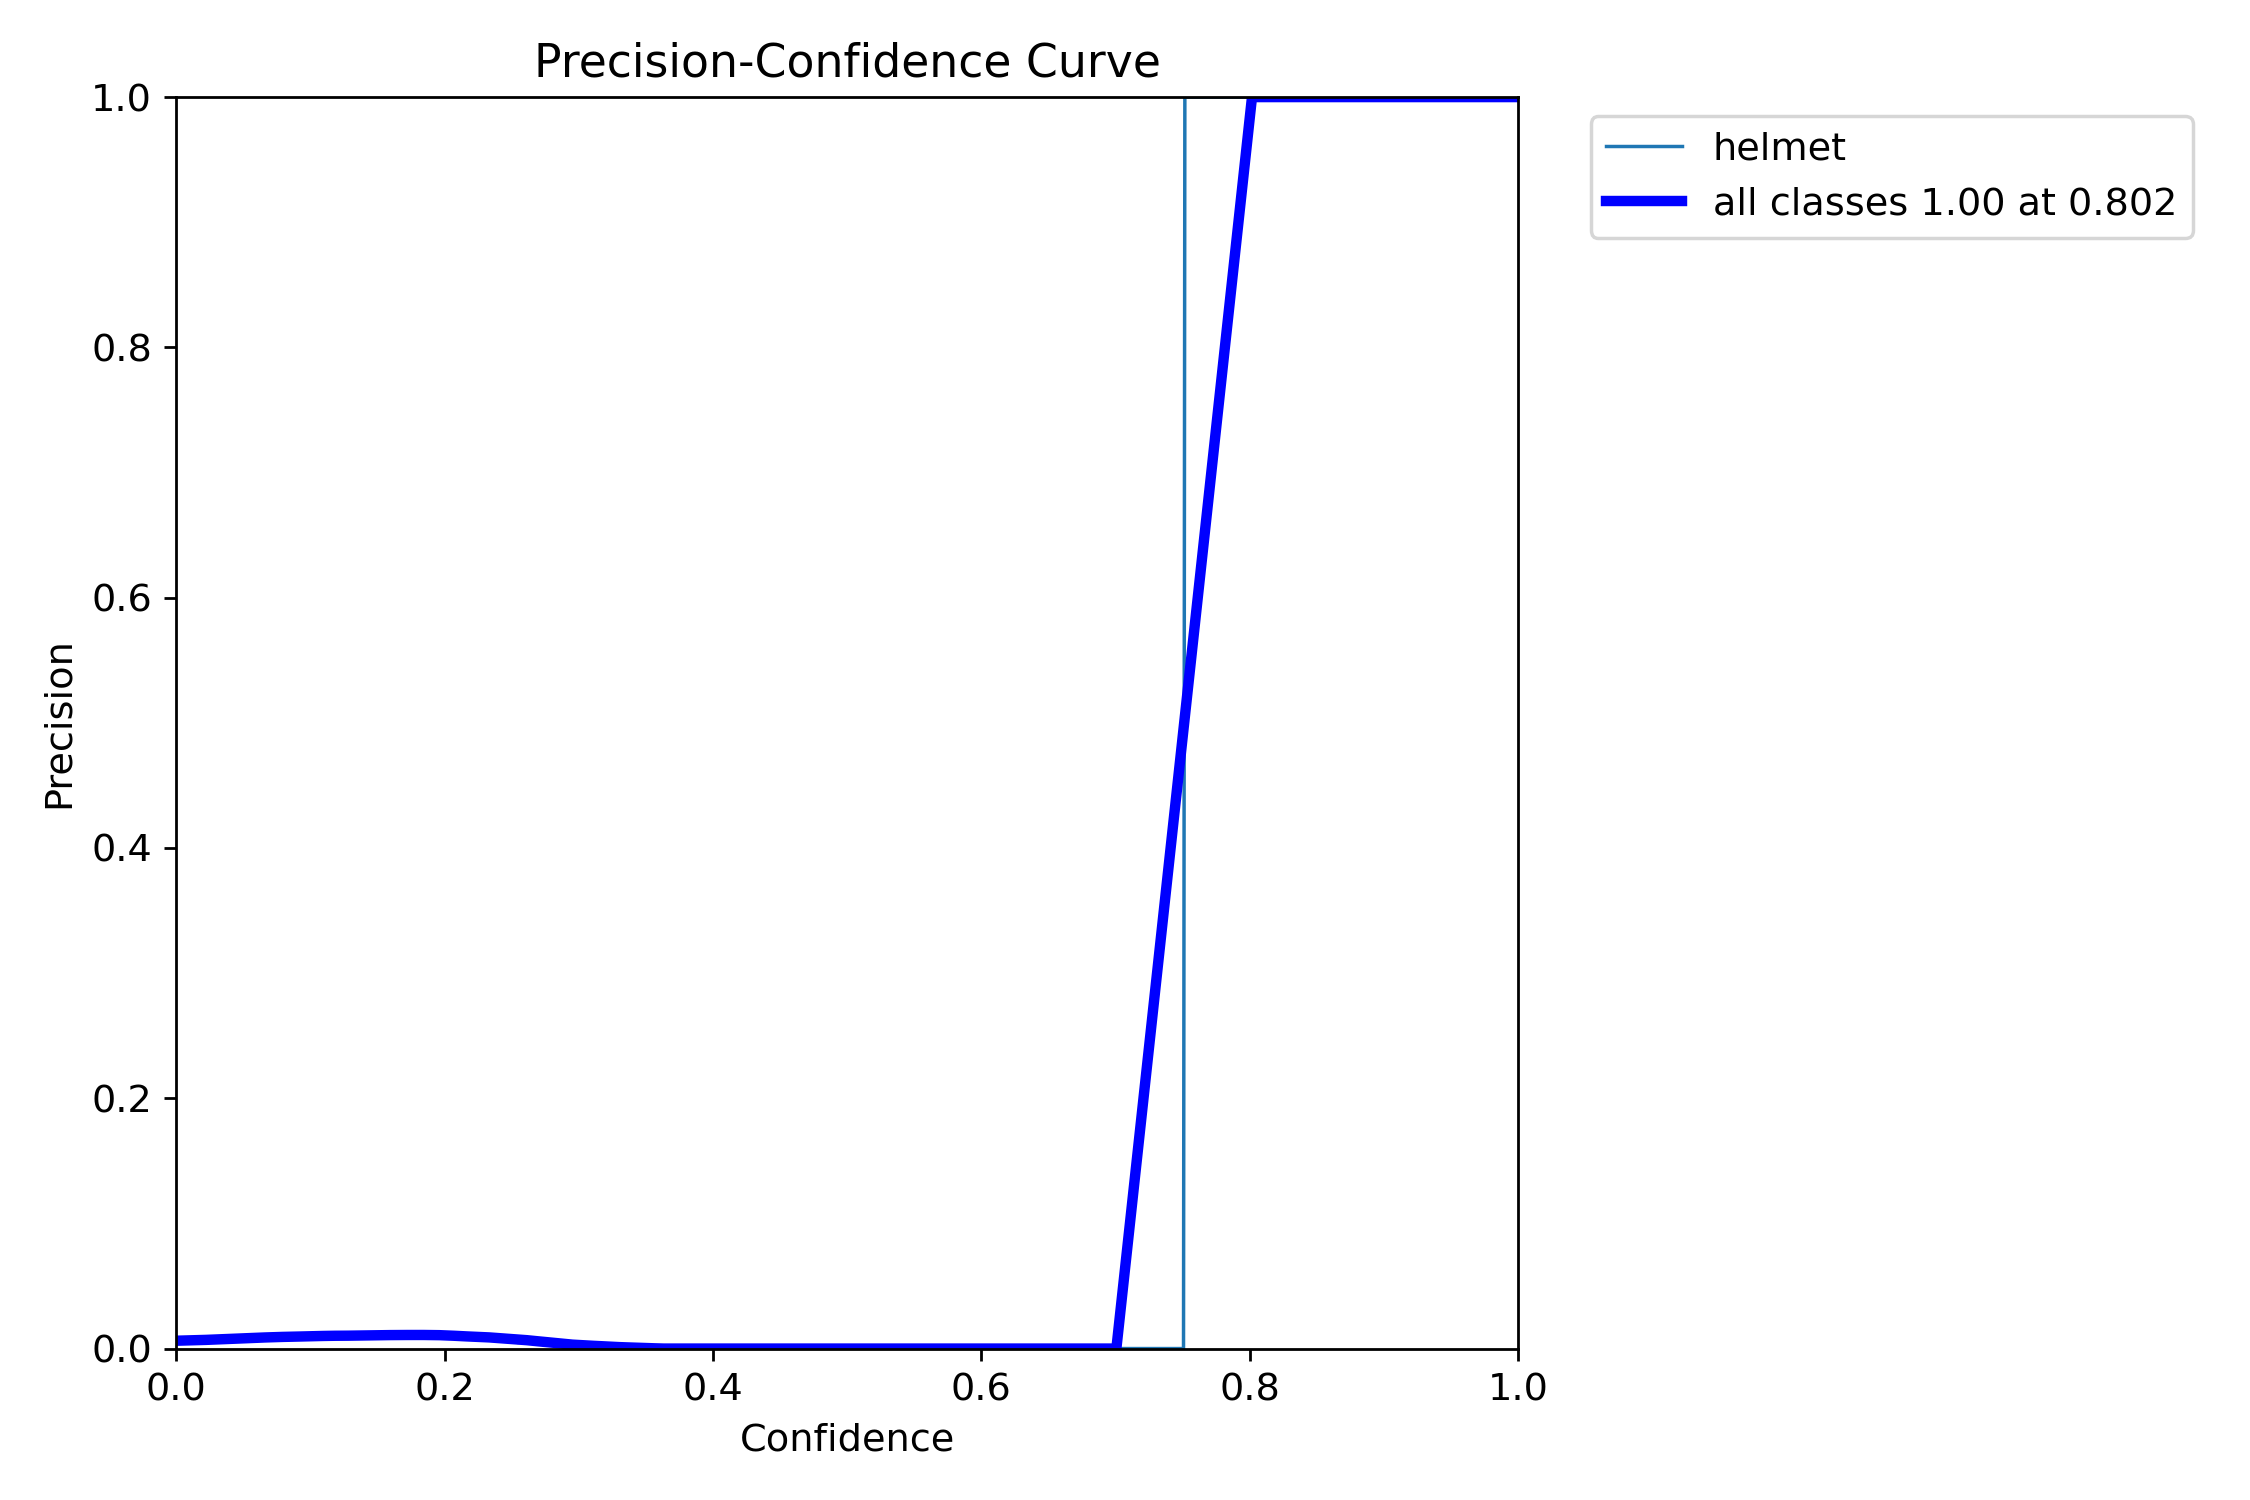 Precision-Confidence Curve
1.0
0.8
0.6
0.4
0.2
0.0
Precision
0.0 0.2 0.4 0.6 0.8 1.0
Confidence
helmet
all classes 1.00 at 0.802